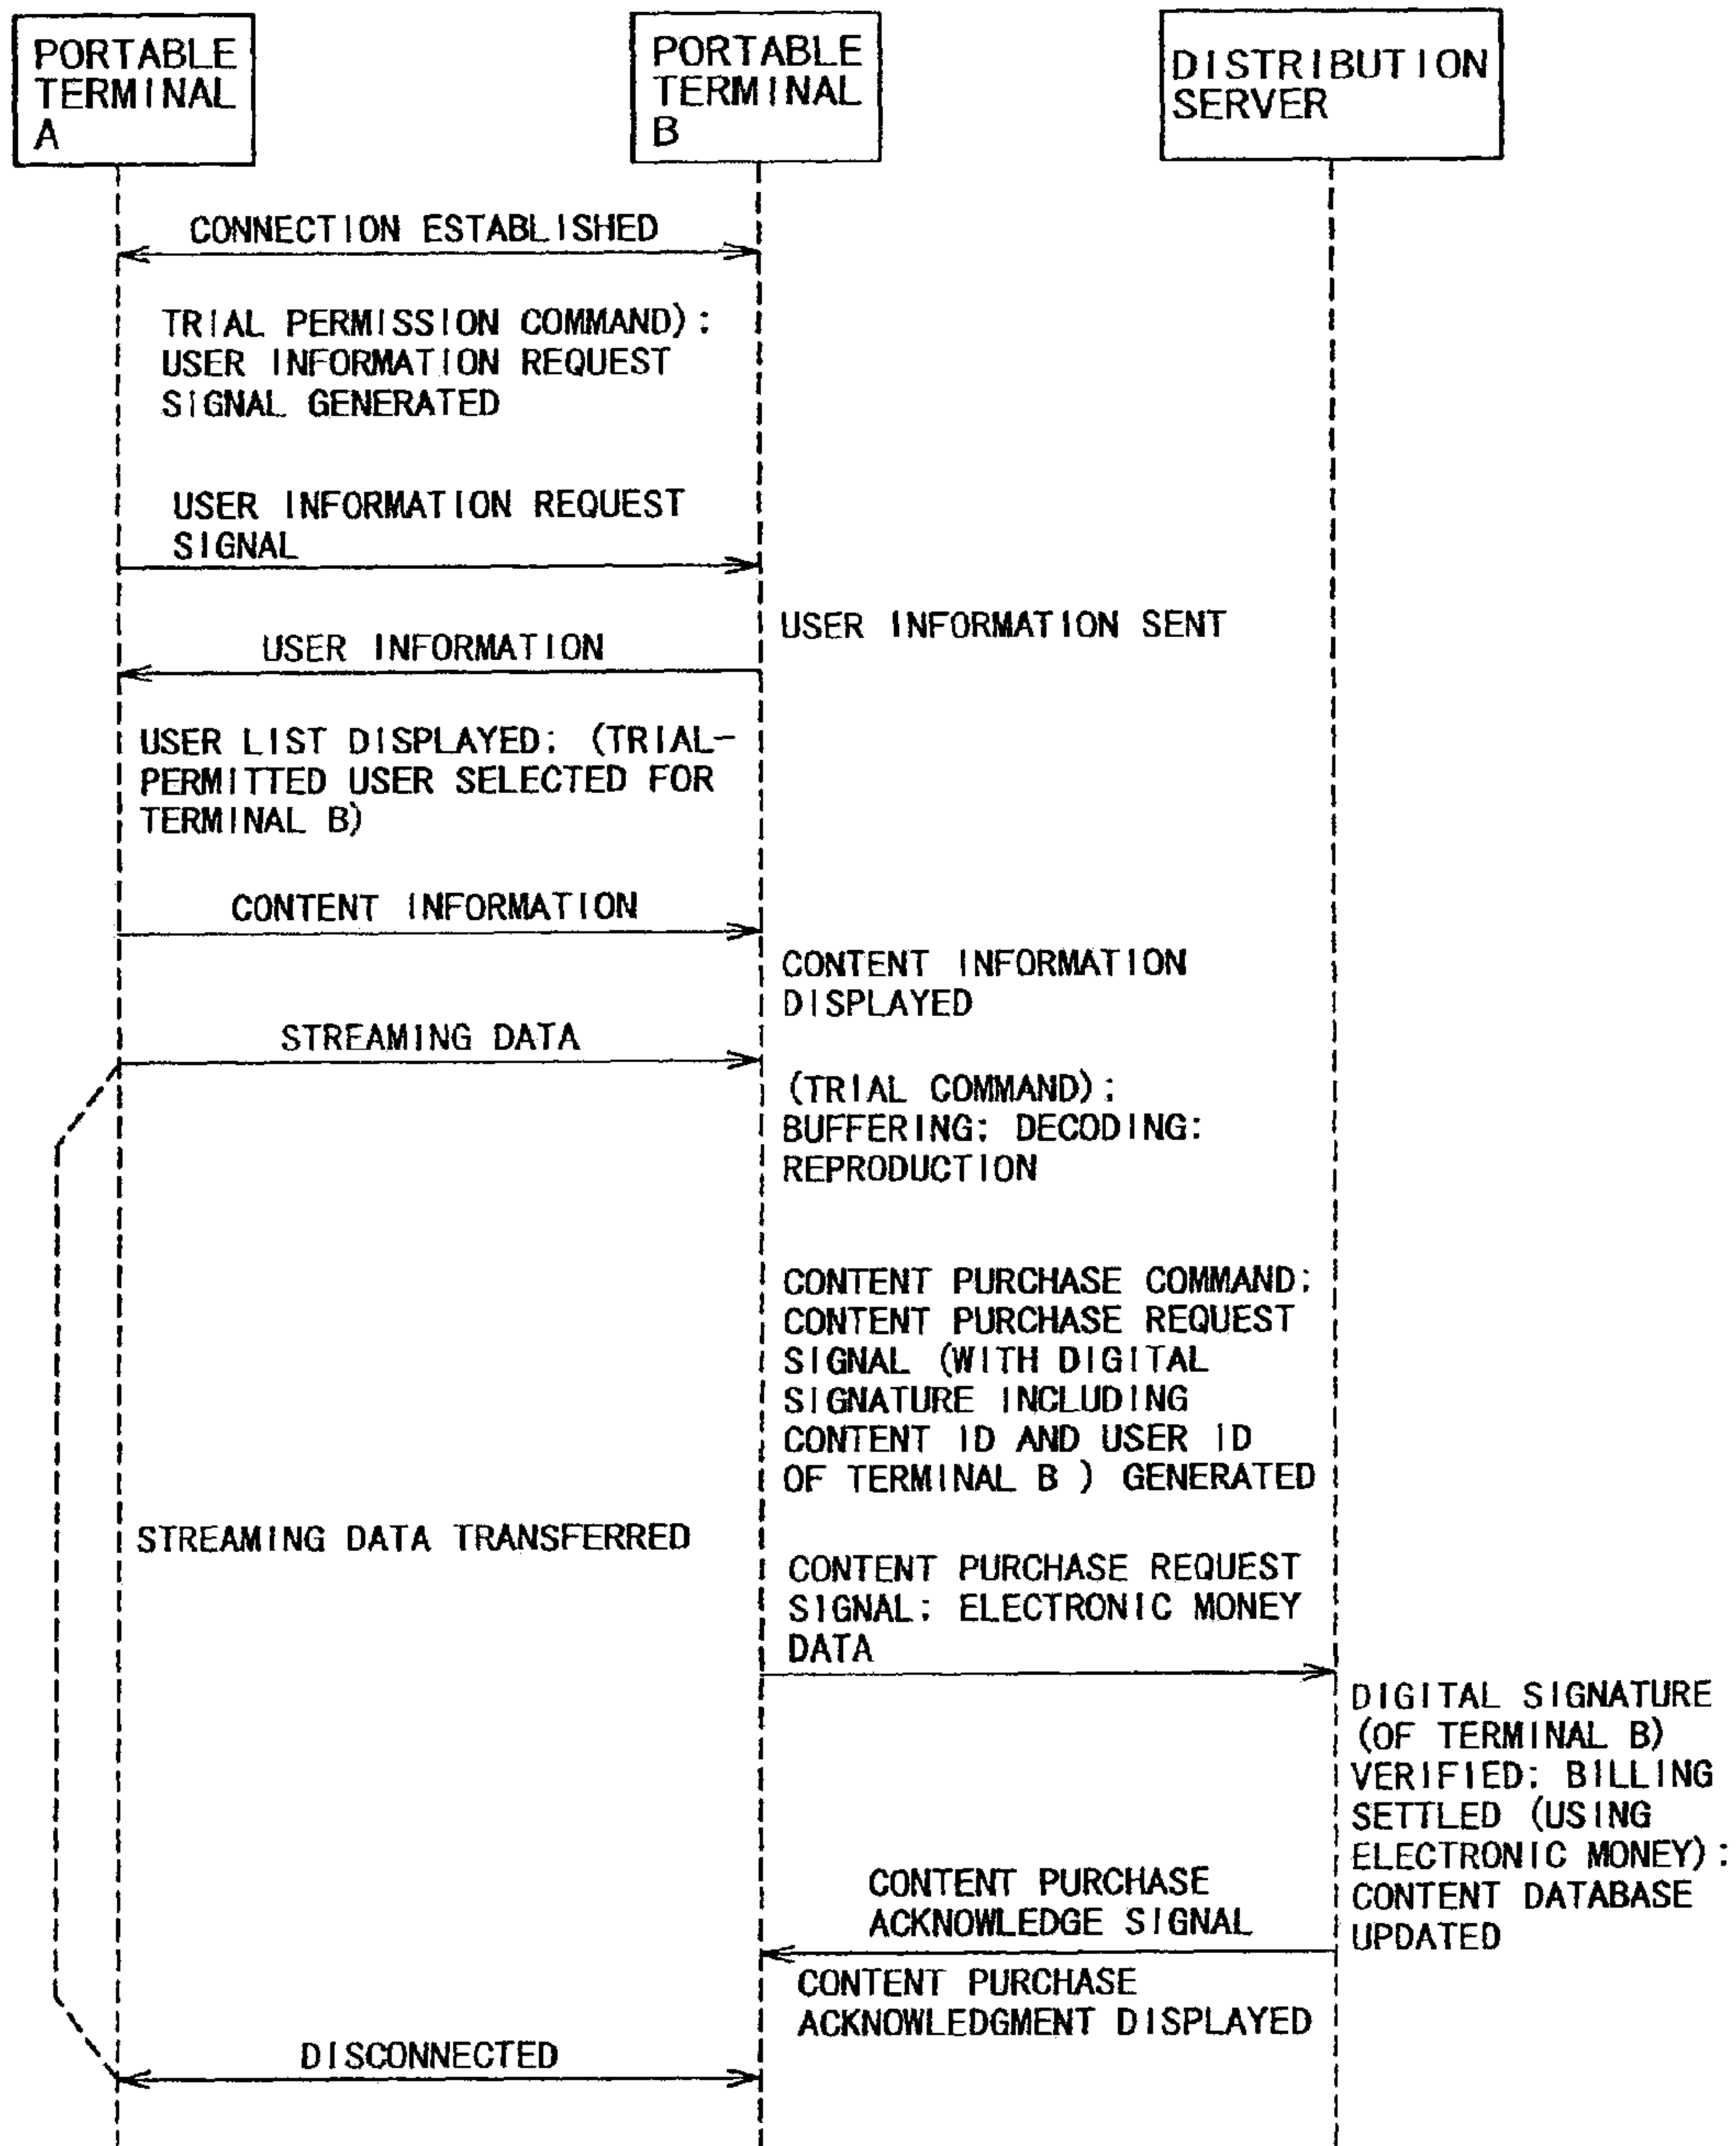 PORTABLE
TERMINAL
A
PORTABLE
TERMINAL
B
DISTRIBUTION
SERVER
CONNECTION ESTABLISHED
TRIAL PERMISSION COMMAND):
USER INFORMATION REQUEST
SIGNAL GENERATED
USER INFORMATION REQUEST
SIGNAL
USER INFORMATION SENT
USER INFORMATION
USER LIST DISPLAYED; (TRIAL-
PERMITTED USER SELECTED FOR
TERMINAL B)
CONTENT INFORMATION
CONTENT INFORMATION
DISPLAYED
STREAMING DATA
(TRIAL COMMAND):
BUFFERING; DECODING;
REPRODUCTION
CONTENT PURCHASE COMMAND;
CONTENT PURCHASE REQUEST
SIGNAL (WITH DIGITAL
SIGNATURE INCLUDING
CONTENT ID AND USER ID
OF TERMINAL B ) GENERATED
STREAMING DATA TRANSFERRED
CONTENT PURCHASE REQUEST
SIGNAL; ELECTRONIC MONEY
DATA
DIGITAL SIGNATURE
(OF TERMINAL B)
VERIFIED; BILLING
SETTLED (USING
ELECTRONIC MONEY):
CONTENT DATABASE
UPDATED
CONTENT PURCHASE
ACKNOWLEDGE SIGNAL
CONTENT PURCHASE
ACKNOWLEDGMENT DISPLAYED
DISCONNECTED